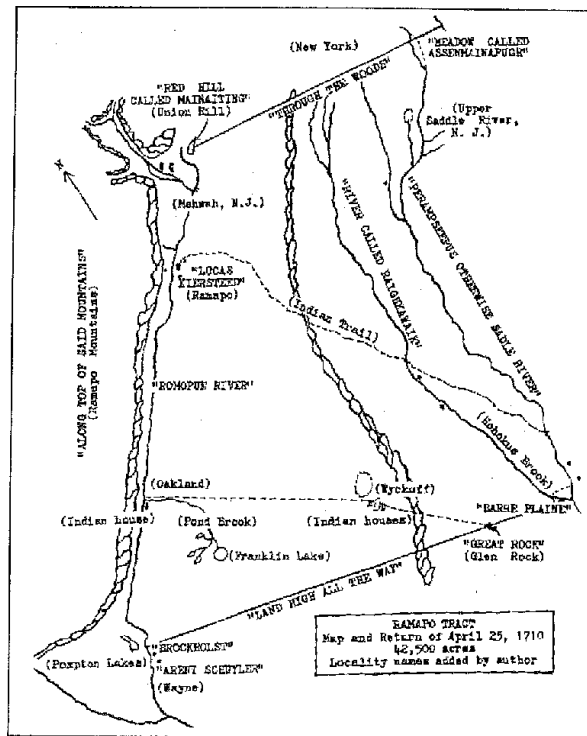 (New York)
"MEADOW CALLED
ASSENMAINAPUGH"
"RED HILL
CALLED MAINAITING"
(Union Hill)
"THROUGH THE WOODS"
(Upper
Saddle River,
N. J.)
N
(Mahwah, N.J.)
"LUCAS
KIERSTEED"
(Ramapo)
"RIVER CALLED RAIGHKAWAIK"
"PERAMPSEEPUS OTHERWISE SADLE RIVER"
(Indian Trail)
"ALONG TOP OF SAID MOUNTAINS"
(Ramapo Mountains)
"ROMOPUN RIVER"
(Hohokus Brook)
(Oakland)
(Wyckoff)
(Indian house)
(Pond Brook)
(Indian houses)
"BARGE PLAINE"
"GREAT ROCK"
(Glen Rock)
(Franklin Lake)
"LAND HIGH ALL THE WAY"
"BROCKHOLST"
(Pompton Lakes)
"ARENT SCHUYLER"
(Wayne)
RAMAPO TRACT
Map and Return of April 25, 1710
42,500 acres
Locality names added by author